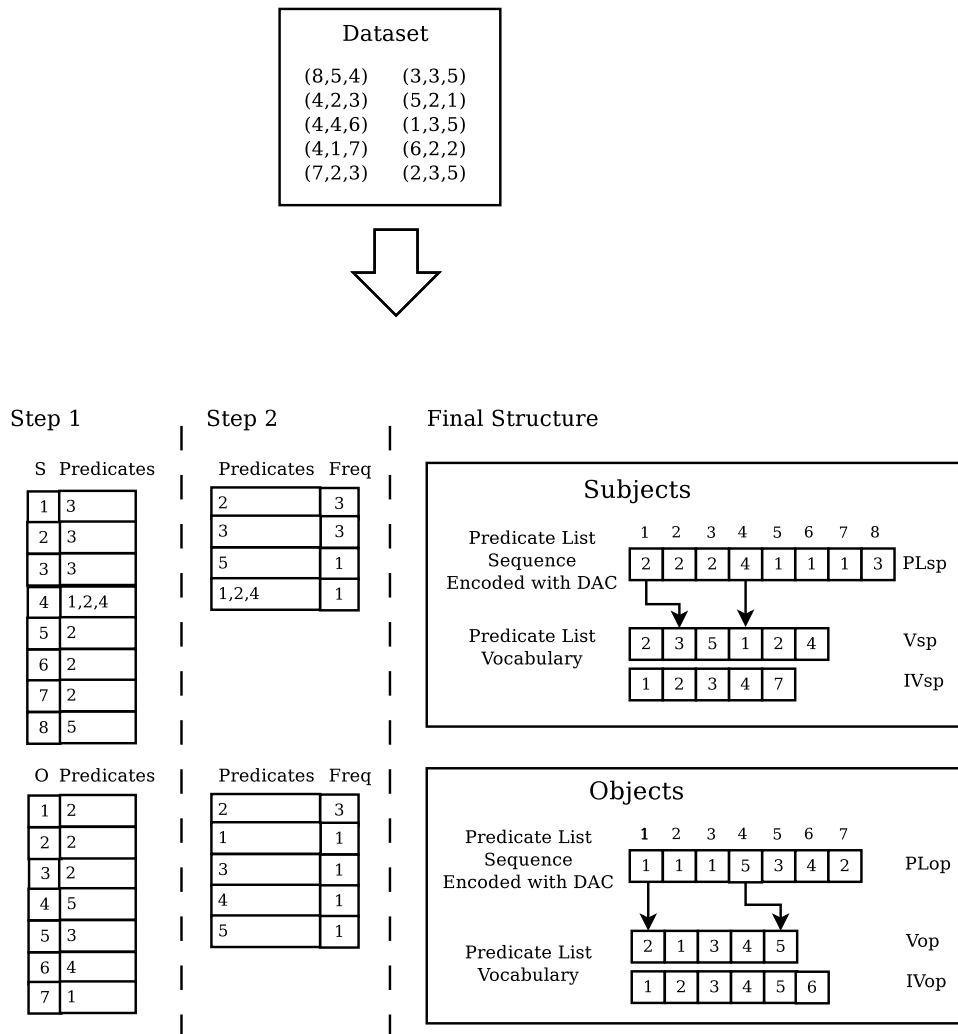 Dataset
(8,5,4) (3,3,5)
(4,2,3) (5,2,1)
(4,4,6) (1,3,5)
(4,1,7) (6,2,2)
(7,2,3) (2,3,5)
Step 1
S Predicates
1 3
2 3
3 3
4 1,2,4
5 2
6 2
7 2
8 5
O Predicates
1 2
2 2
3 2
4 5
5 3
6 4
7 1
Step 2
Predicates Freq
2 3
3 3
5 1
1,2,4 1
Predicates Freq
2 3
1 1
3 1
4 1
5 1
Final Structure
Subjects
Predicate List
Sequence
Encoded with DAC
1 2 3 4 5 6 7 8
2 2 2 4 1 1 1 3 PLsp
Predicate List
Vocabulary
2 3 5 1 2 4 Vsp
1 2 3 4 7 IVsp
Objects
Predicate List
Sequence
Encoded with DAC
1 2 3 4 5 6 7
1 1 1 5 3 4 2 PLop
Predicate List
Vocabulary
2 1 3 4 5 Vop
1 2 3 4 5 6 IVop